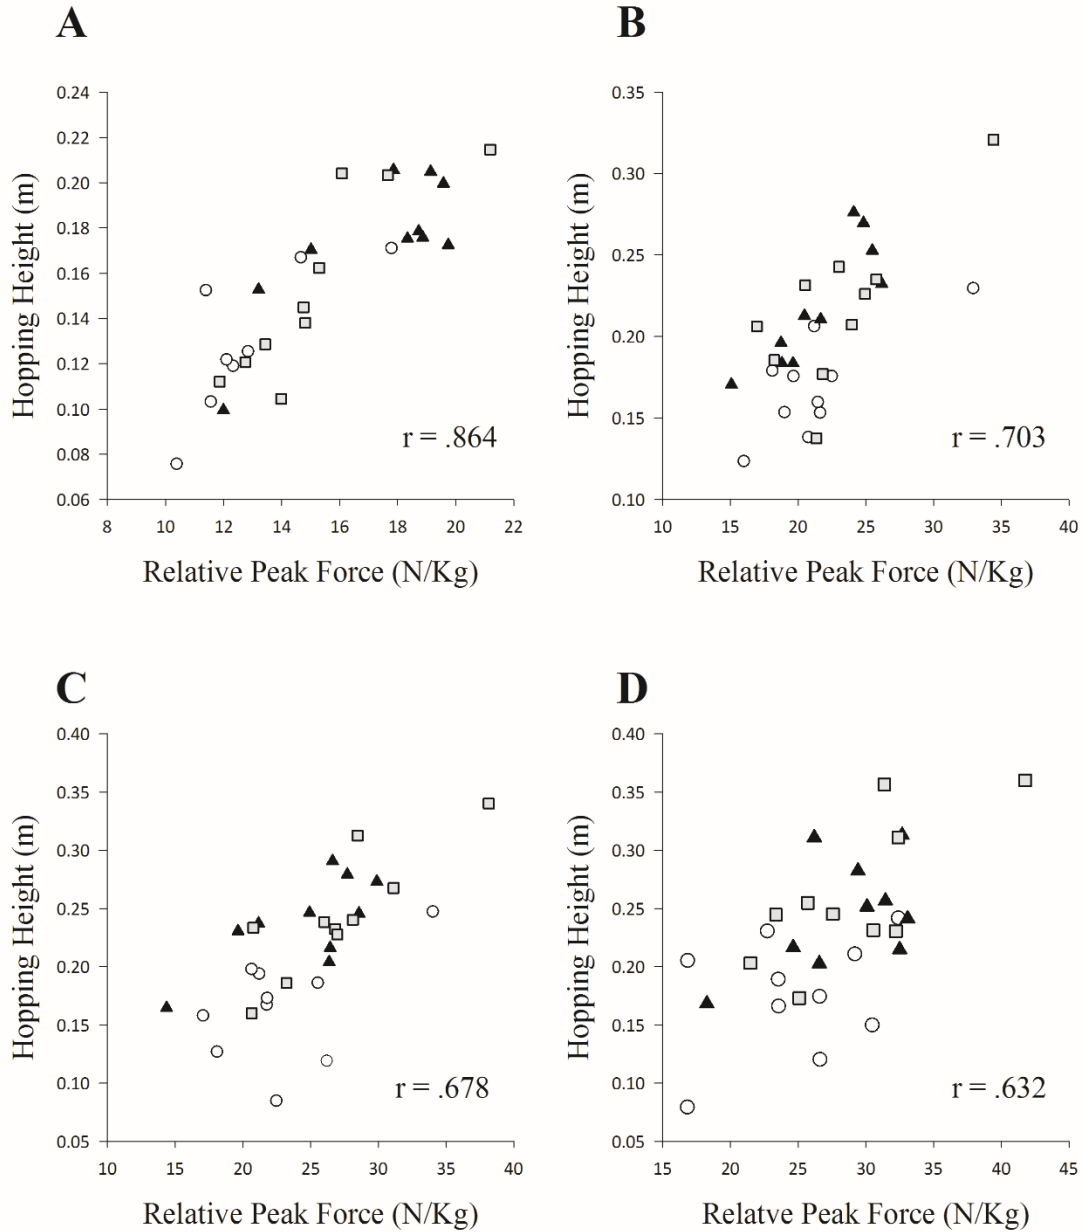 A
Hopping Height (m)
0.24
0.22
0.20
0.18
0.16
0.14
0.12
0.10
0.08
0.06
r = .864
8 10 12 14 16 18 20 22
Relative Peak Force (N/Kg)
B
Hopping Height (m)
0.35
0.30
0.25
0.20
0.15
0.10
r = .703
10 15 20 25 30 35 40
Relative Peak Force (N/Kg)
C
Hopping Height (m)
0.40
0.35
0.30
0.25
0.20
0.15
0.10
0.05
r = .678
10 15 20 25 30 35 40
Relative Peak Force (N/Kg)
D
Hopping Height (m)
0.40
0.35
0.30
0.25
0.20
0.15
0.10
0.05
r = .632
15 20 25 30 35 40 45
Relatve Peak Force (N/Kg)